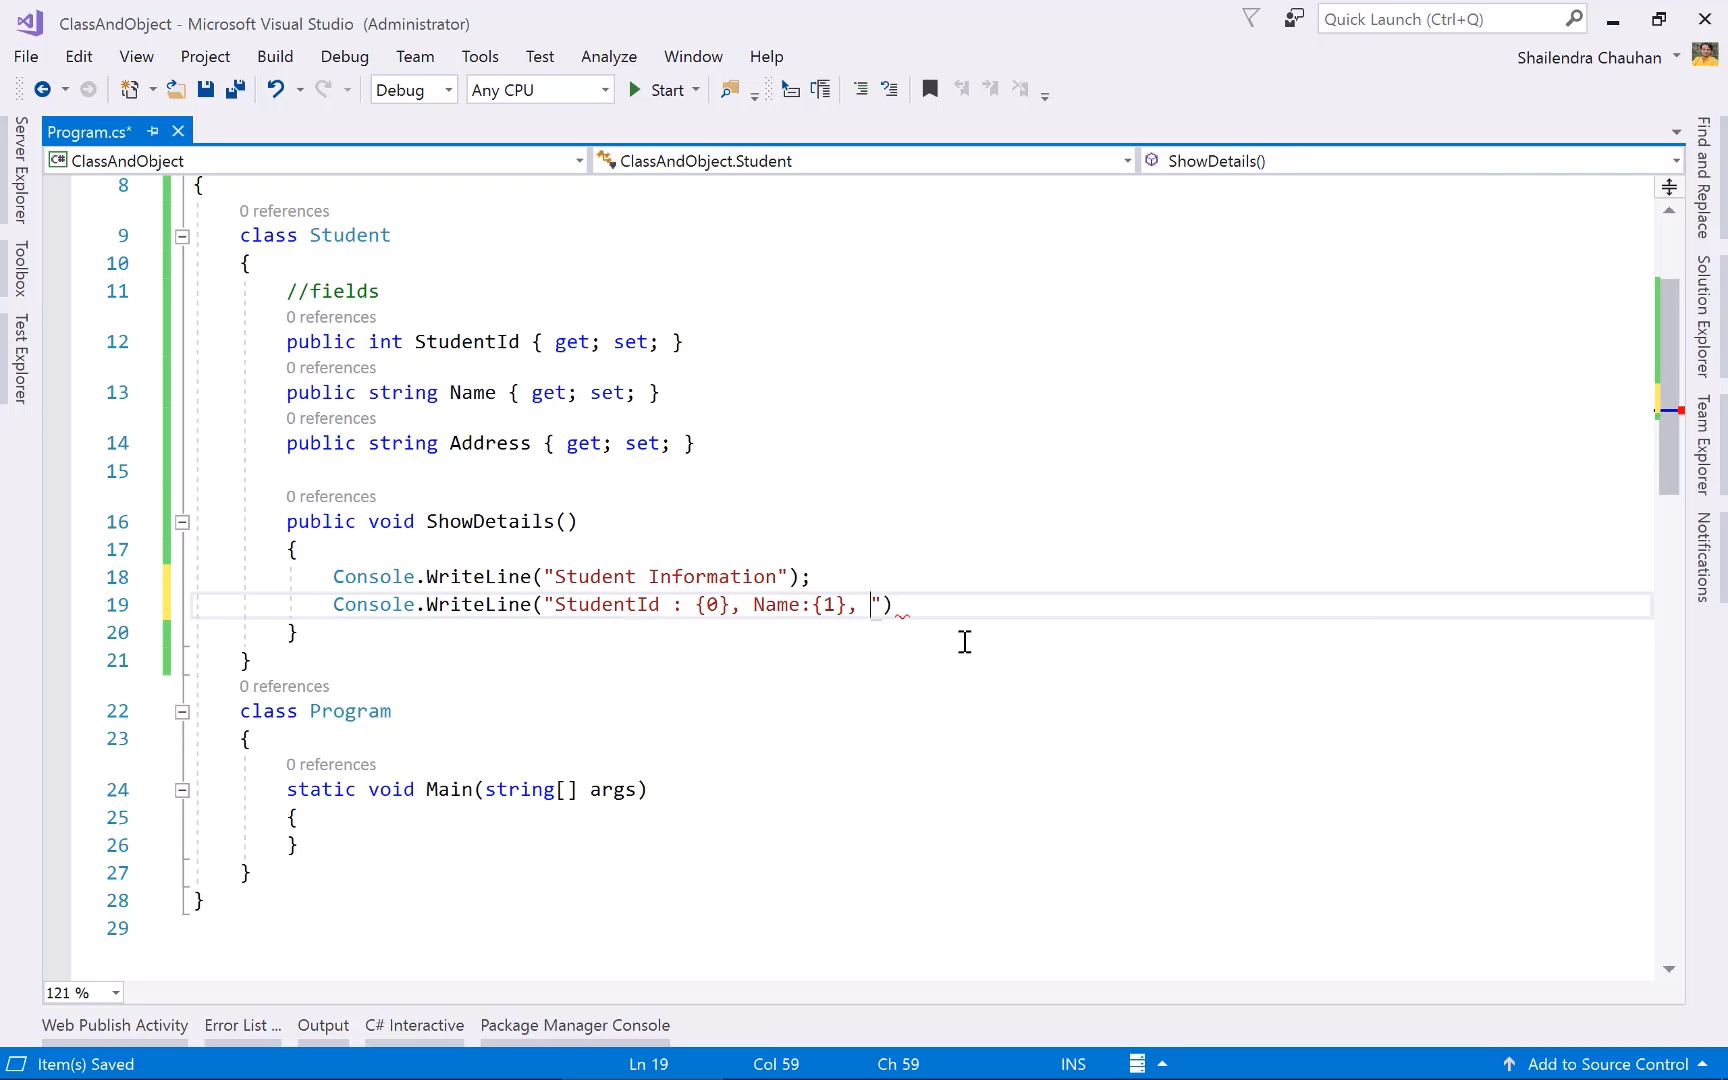 ClassAndObject - Microsoft Visual Studio (Administrator)
Quick Launch (Ctrl+Q)
File Edit View Project Build Debug Team Tools Test Analyze Window Help
Shailendra Chauhan
Debug Any CPU Start
Program.cs*
ClassAndObject ClassAndObject.Student ShowDetails()
Server Explorer
Toolbox
Test Explorer
8 {
0 references
9 class Student
10 {
11 //fields
0 references
12 public int StudentId { get; set; }
0 references
13 public string Name { get; set; }
0 references
14 public string Address { get; set; }
15
0 references
16 public void ShowDetails()
17 {
18 Console.WriteLine("Student Information");
19 Console.WriteLine("StudentId : {0}, Name:{1}, ")
20 }
21 }
0 references
22 class Program
23 {
0 references
24 static void Main(string[] args)
25 {
26 }
27 }
28 }
29
Find and Replace
Solution Explorer
Team Explorer
Notifications
121 %
Web Publish Activity Error List ... Output C# Interactive Package Manager Console
Item(s) Saved Ln 19 Col 59 Ch 59 INS Add to Source Control